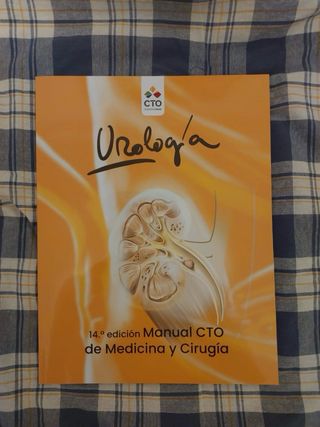 CTO
Urología
14.ª edición Manual CTO
de Medicina y Cirugía